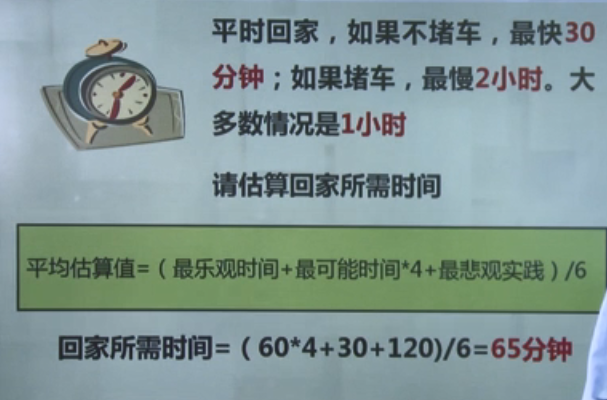 平时回家，如果不堵车，最快30
分钟；如果堵车，最慢2小时。大
多数情况是1小时
请估算回家所需时间
平均估算值=（最乐观时间+最可能时间*4+最悲观实践）/6
回家所需时间=（60*4+30+120)/6=65分钟